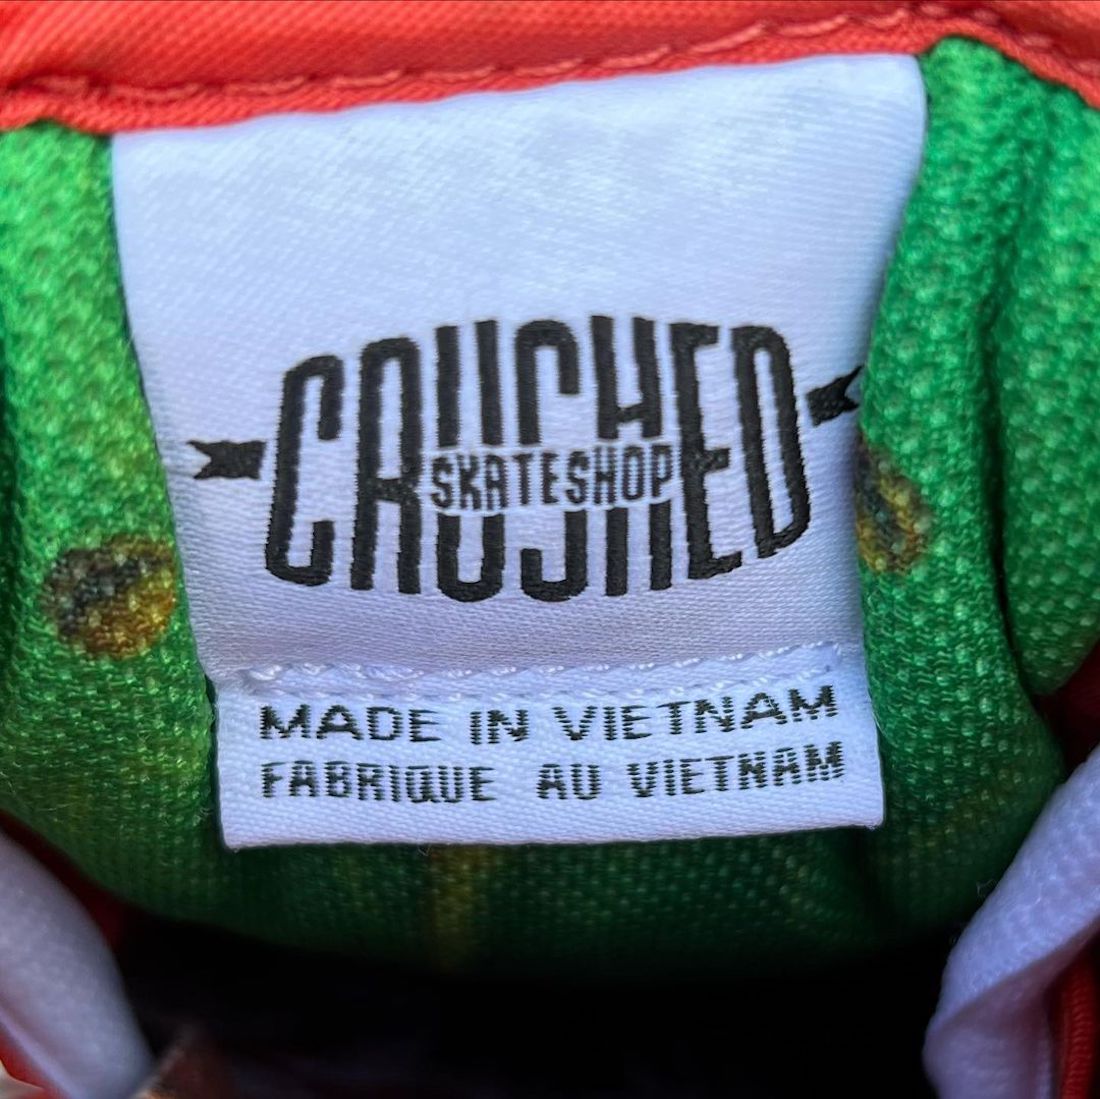 CRUSHED
SKATESHOP
MADE IN VIETNAM
FABRIQUE AU VIETNAM